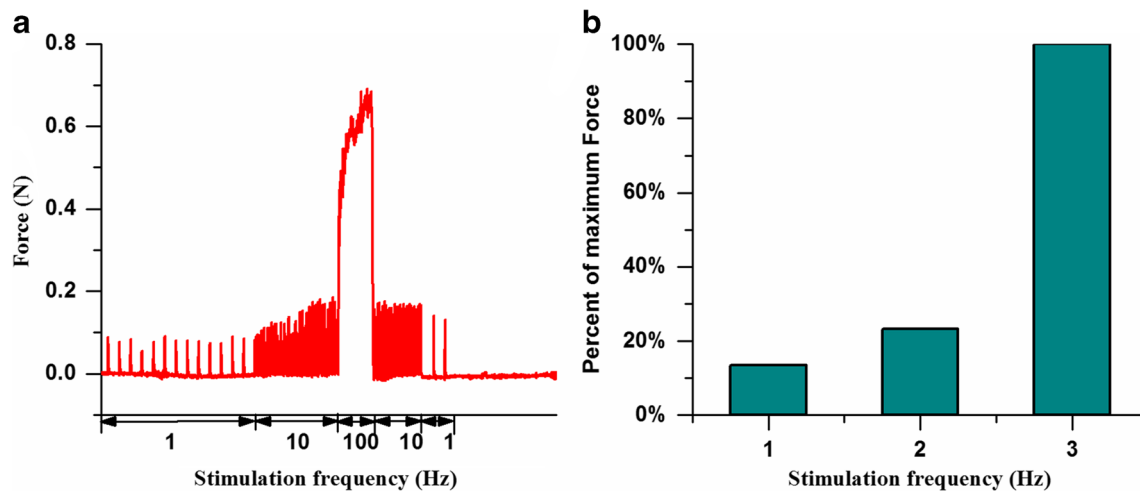 a
0.8
0.6
0.4
0.2
0.0
Force (N)
1 10 100 10 1
Stimulation frequency (Hz)
b
100%
80%
60%
40%
20%
0%
Percent of maximum Force
1 2 3
Stimulation frequency (Hz)